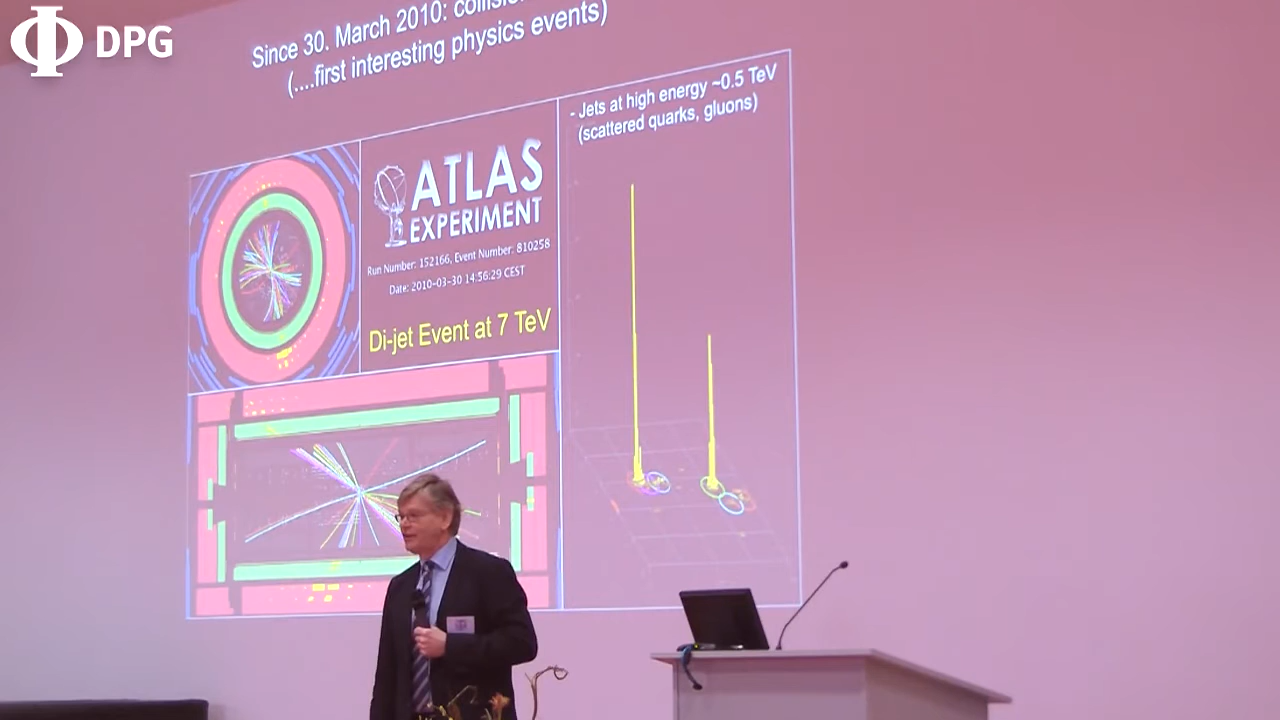 DPG
Since 30. March 2010:
(....first interesting physics events)
- Jets at high energy ~0.5 TeV
(scattered quarks, gluons)
ATLAS
EXPERIMENT
Run Number: 152166, Event Number: 810258
Date: 2010-03-30 14:56:29 CEST
Di-jet Event at 7 TeV